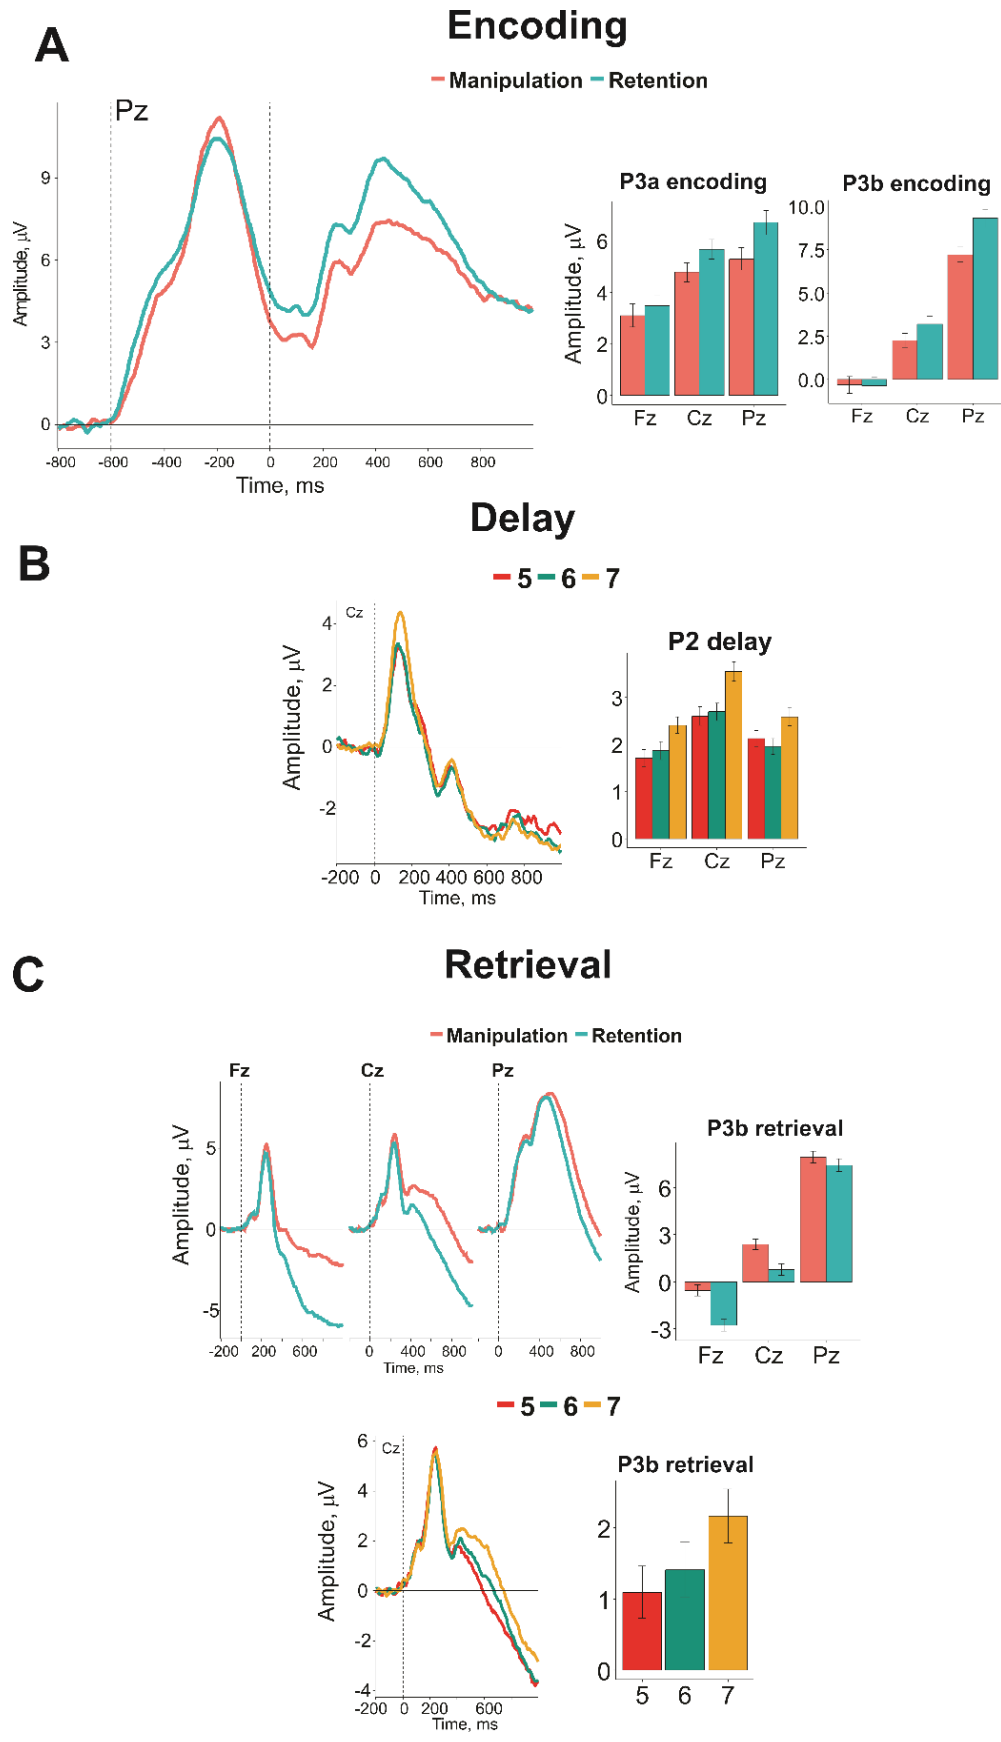 Encoding
A
Manipulation Retention
Pz
Amplitude, μV
9
6
3
0
-800 -600 -400 -200 0 200 400 600 800
Time, ms
P3a encoding
Amplitude, μV
6
4
2
0
Fz Cz Pz
P3b encoding
10.0
7.5
5.0
2.5
0.0
Fz Cz Pz
Delay
B
5 6 7
Cz
Amplitude, μV
4
2
0
-2
-200 0 200 400 600 800
Time, ms
P2 delay
3
2
1
0
Fz Cz Pz
C
Retrieval
Manipulation Retention
Fz Cz Pz
Amplitude, μV
5
0
-5
-200 200 600
0 400 800
0 400 800
Time, ms
P3b retrieval
Amplitude, μV
6
3
0
-3
Fz Cz Pz
5 6 7
Cz
Amplitude, μV
6
4
2
0
-2
-4
-200 0 200 600
Time, ms
P3b retrieval
2
1
0
5 6 7